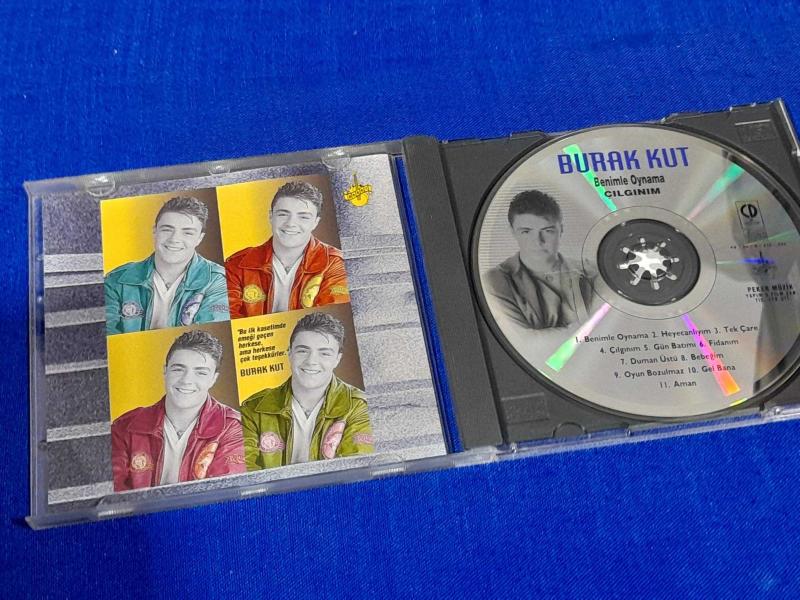 "Bu ilk kasetimde
emeği geçen
herkese,
ama herkese
çok teşekkürler."
BURAK KUT
BURAK KUT
Benimle Oynama
ÇILGINIM
CD
PEKER MÜZİK
1. Benimle Oynama 2. Heyecanlıyım 3. Tek Çare
4. Çılgınım 5. Gün Batımı 6. Fidanım
7. Duman Üstü 8. Bebeğim
9. Oyun Bozulmaz 10. Gel Bana
11. Aman